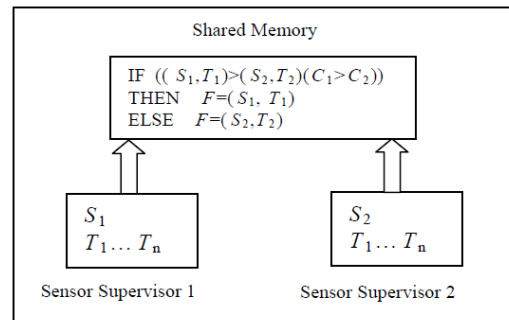 Shared Memory
IF (( S₁,T₁)>(S₂,T₂)(C₁>C₂))
THEN F=(S₁, T₁)
ELSE F=(S₂,T₂)
S₁
T₁... Tₙ
S₂
T₁... Tₙ
Sensor Supervisor 1
Sensor Supervisor 2